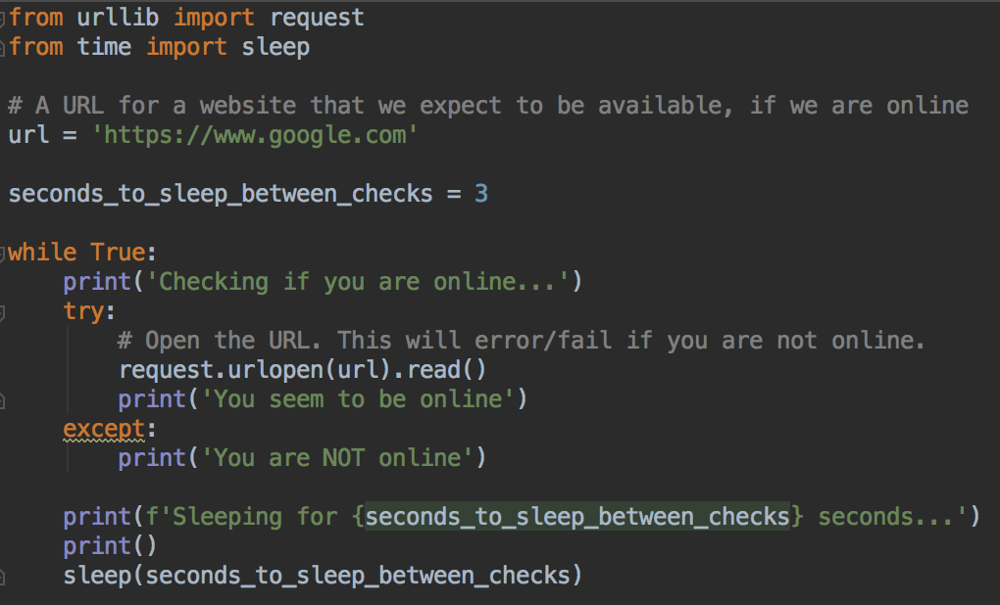 from urllib import request
from time import sleep

# A URL for a website that we expect to be available, if we are online
url = 'https://www.google.com'

seconds_to_sleep_between_checks = 3

while True:
    print('Checking if you are online...')
    try:
        # Open the URL. This will error/fail if you are not online.
        request.urlopen(url).read()
        print('You seem to be online')
    except:
        print('You are NOT online')

    print(f'Sleeping for {seconds_to_sleep_between_checks} seconds...')
    print()
    sleep(seconds_to_sleep_between_checks)